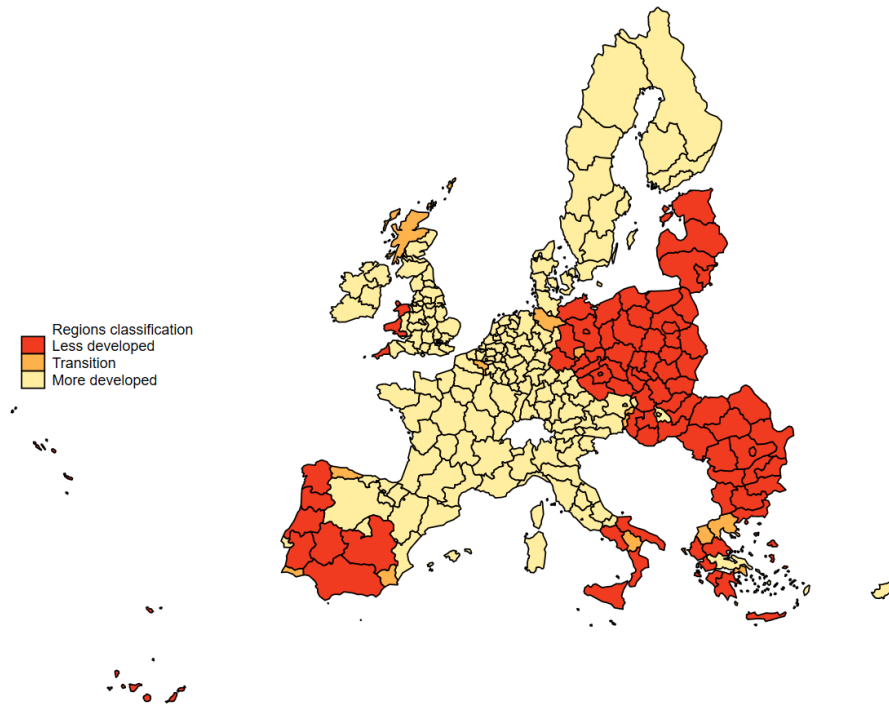 Regions classification
Less developed
Transition
More developed